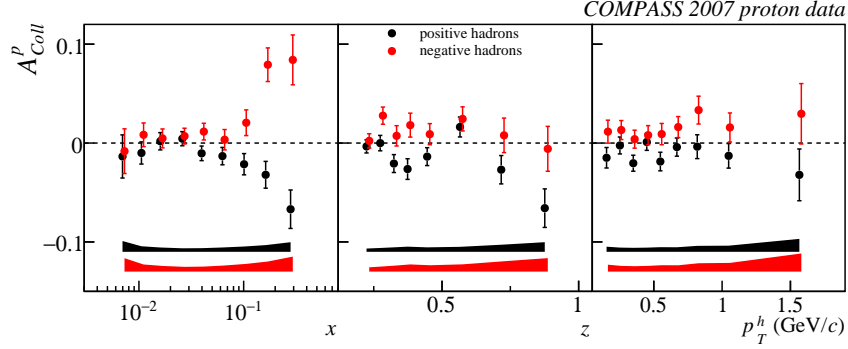 COMPASS 2007 proton data
A^p_Coll
0.1
0
−0.1
positive hadrons
negative hadrons
10^−2
10^−1
x
0.5
1
z
0.5
1
1.5
p_T^h (GeV/c)